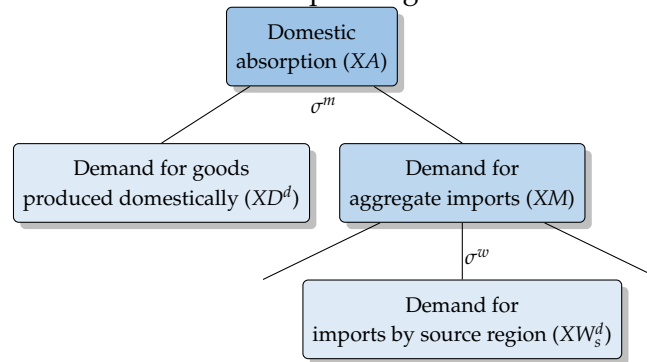 Domestic
absorption (XA)
σ^m
Demand for goods
produced domestically (XD^d)
Demand for
aggregate imports (XM)
σ^w
Demand for
imports by source region (XW_s^d)